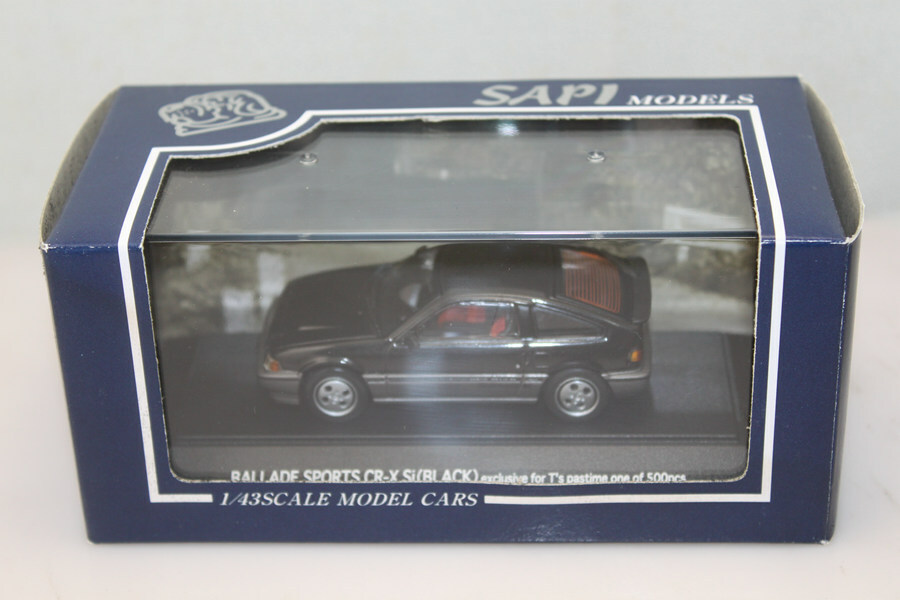 SAPI MODELS
BALLADE SPORTS CR-X Si(BLACK) exclusive for T's pastime one of 500pcs
1/43SCALE MODEL CARS